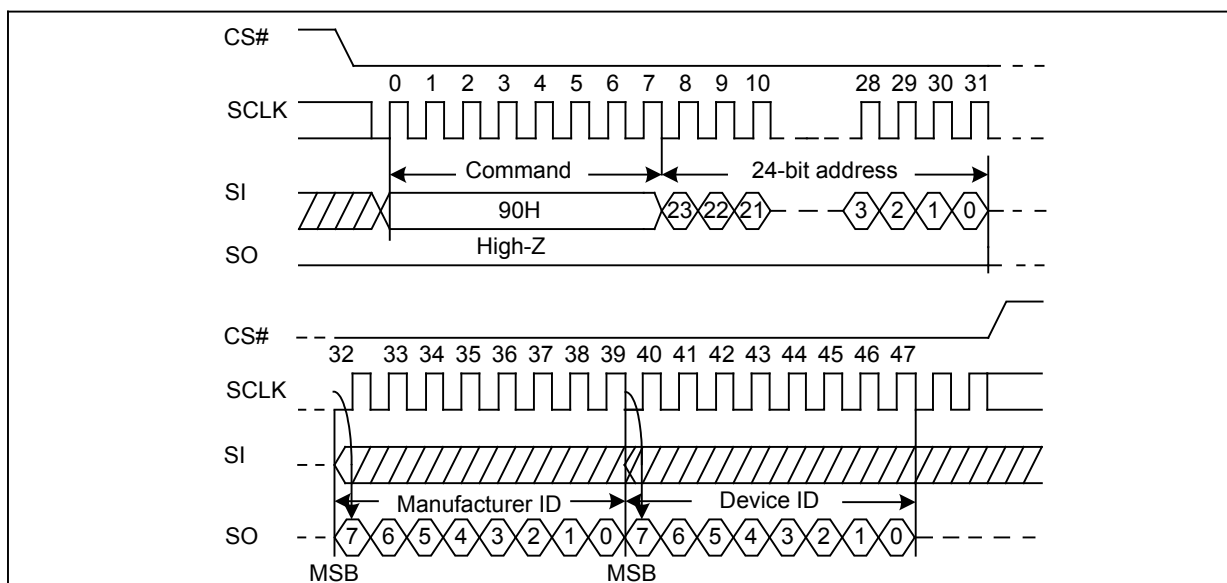 CS#
0 1 2 3 4 5 6 7 8 9 10 28 29 30 31
SCLK
Command 24-bit address
SI
90H 23 22 21 3 2 1 0
High-Z
SO
CS#
32 33 34 35 36 37 38 39 40 41 42 43 44 45 46 47
SCLK
SI
Manufacturer ID Device ID
SO 7 6 5 4 3 2 1 0 7 6 5 4 3 2 1 0
MSB MSB